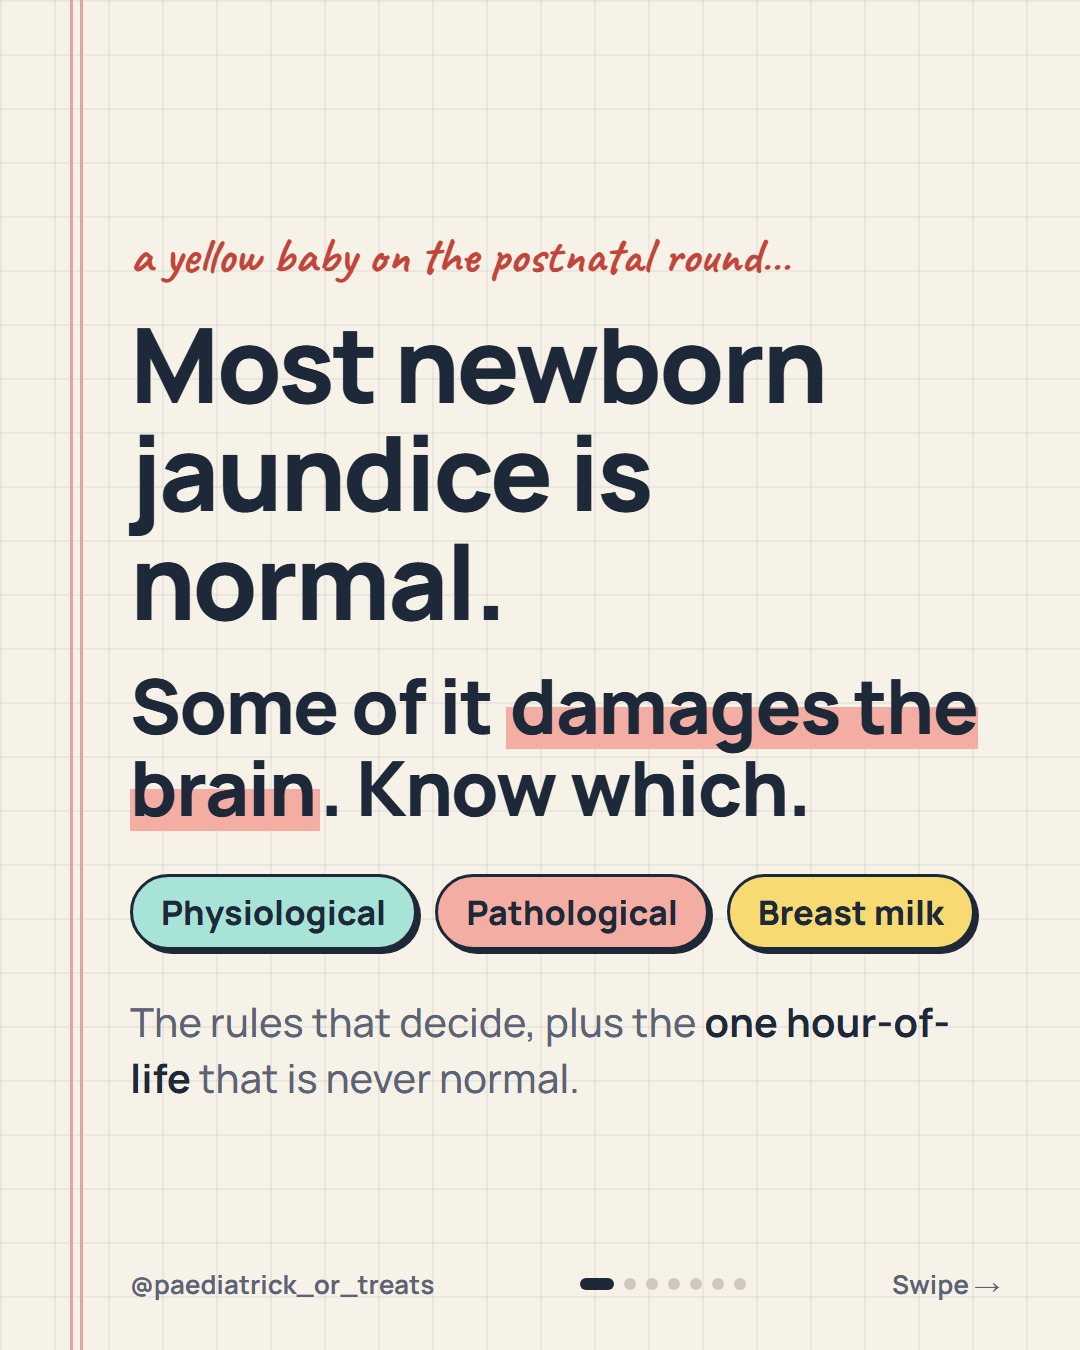 a yellow baby on the postnatal round...
Most newborn
jaundice is
normal.
Some of it damages the
brain. Know which.
Physiological Pathological Breast milk
The rules that decide, plus the one hour-of-
life that is never normal.
@paediatrick_or_treats Swipe →